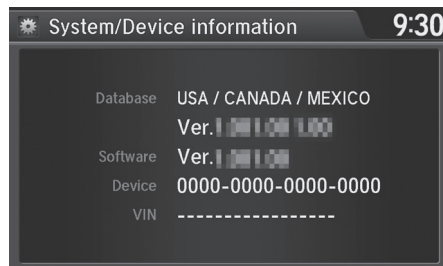 System/Device information
9:30
Database USA / CANADA / MEXICO
Ver.
Software Ver.
Device 0000-0000-0000-0000
VIN -----------------